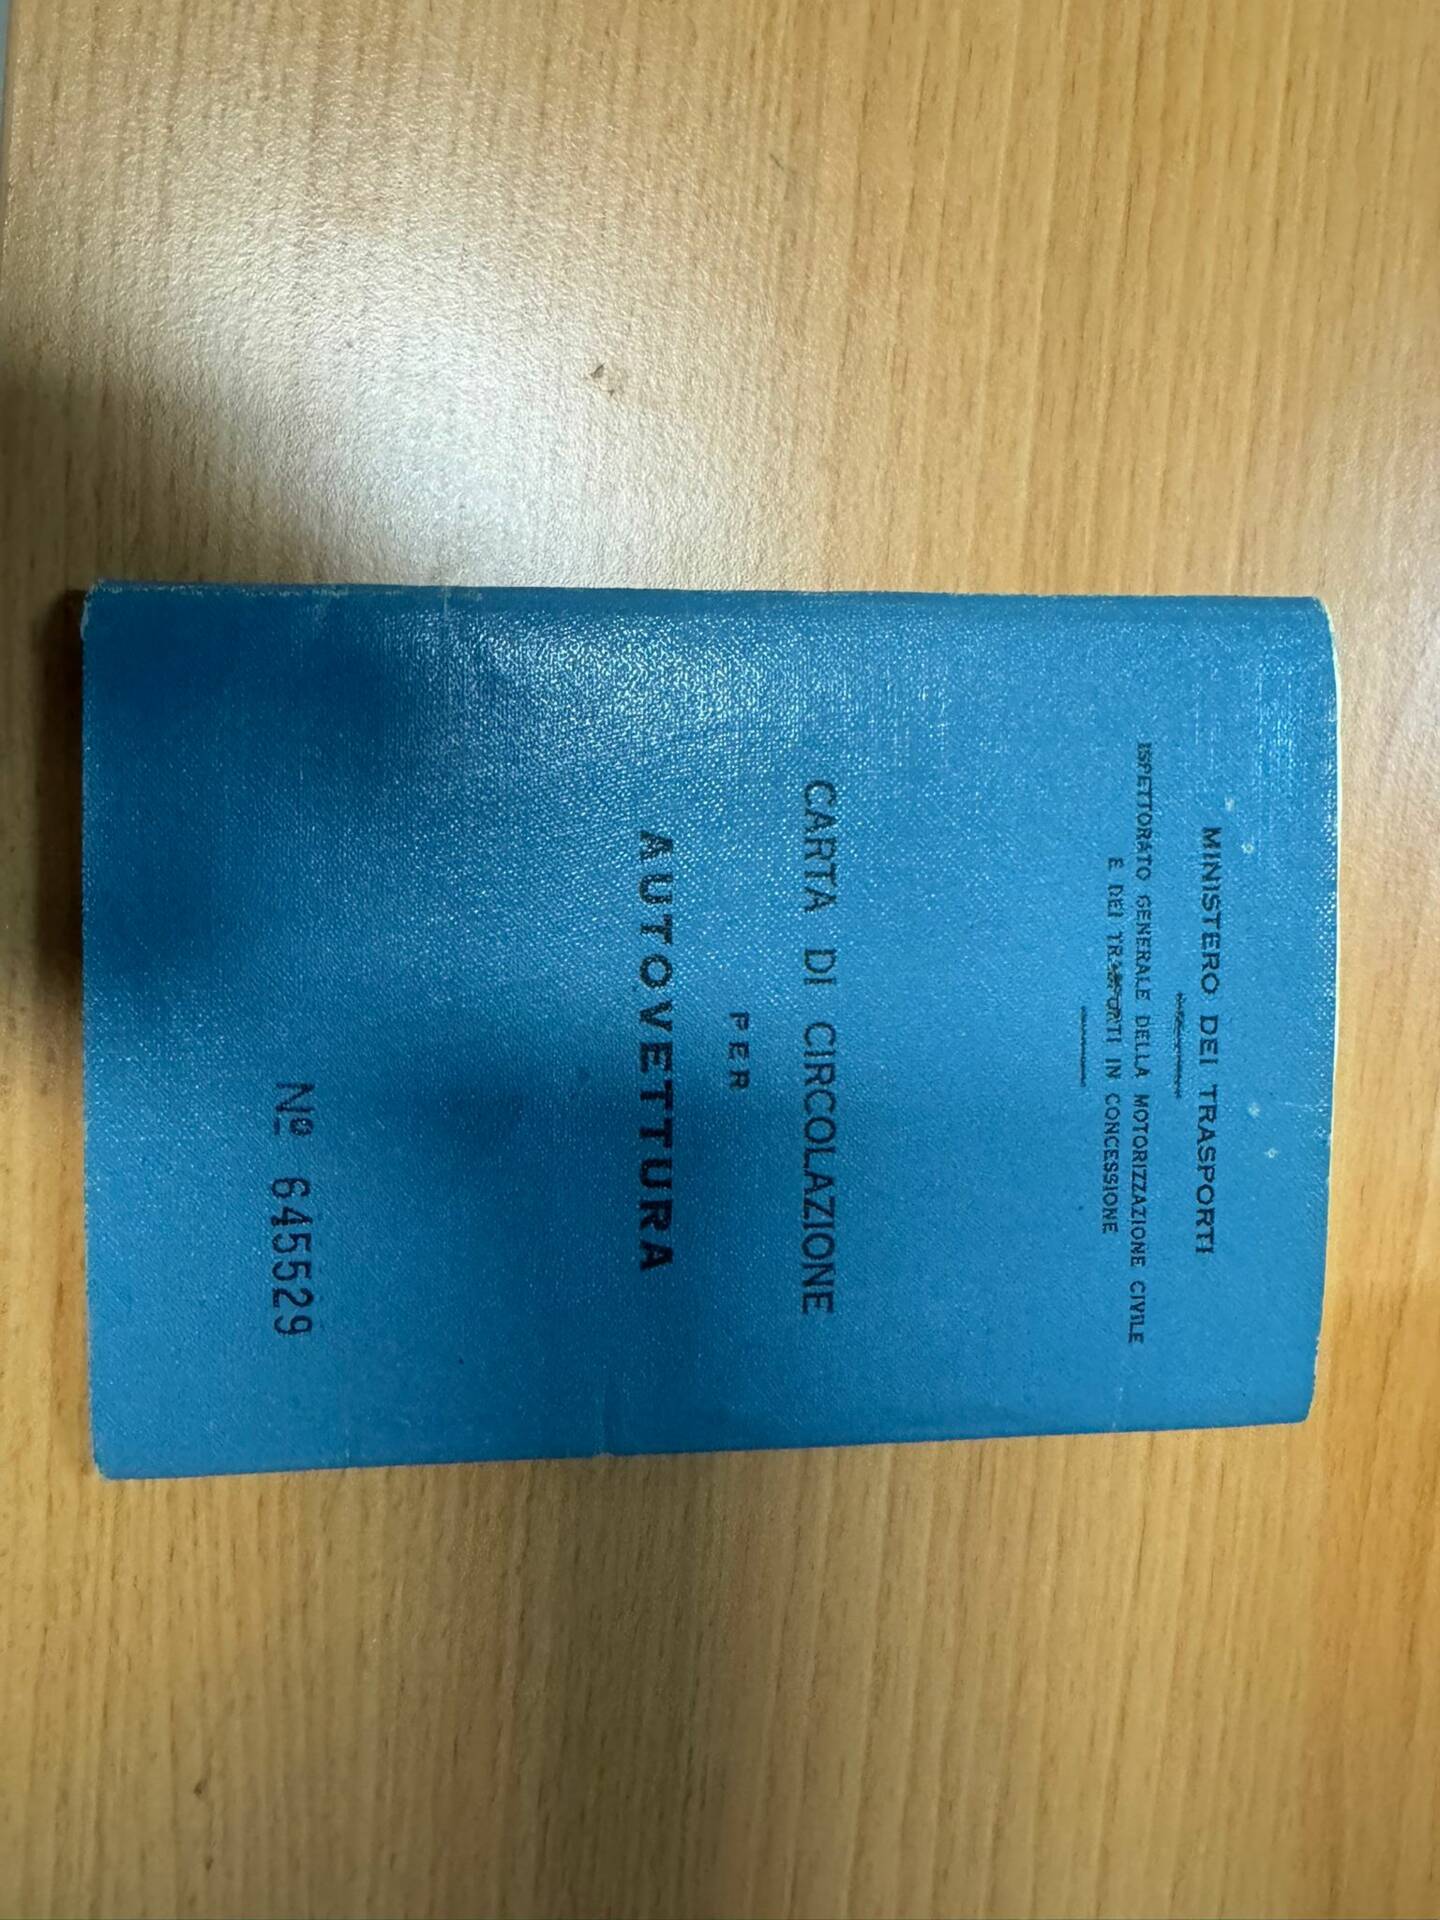 MINISTERO DEI TRASPORTI
ISPETTORATO GENERALE DELLA MOTORIZZAZIONE CIVILE
E DEI TRASPORTI IN CONCESSIONE
CARTA DI CIRCOLAZIONE
PER
AUTOVETTURA
Nº 645529